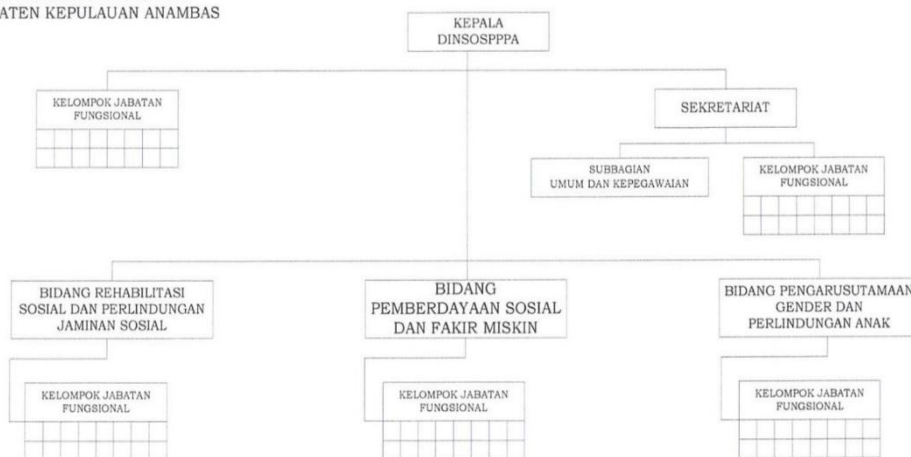 ATEN KEPULAUAN ANAMBAS
KEPALA
DINSOSPPPA
KELOMPOK JABATAN
FUNGSIONAL
SEKRETARIAT
SUBBAGIAN
UMUM DAN KEPEGAWAIAN
KELOMPOK JABATAN
FUNGSIONAL
BIDANG REHABILITASI
SOSIAL DAN PERLINDUNGAN
JAMINAN SOSIAL
BIDANG
PEMBERDAYAAN SOSIAL
DAN FAKIR MISKIN
BIDANG PENGARUSUTAMAAN
GENDER DAN
PERLINDUNGAN ANAK
KELOMPOK JABATAN
FUNGSIONAL
KELOMPOK JABATAN
FUNGSIONAL
KELOMPOK JABATAN
FUNGSIONAL